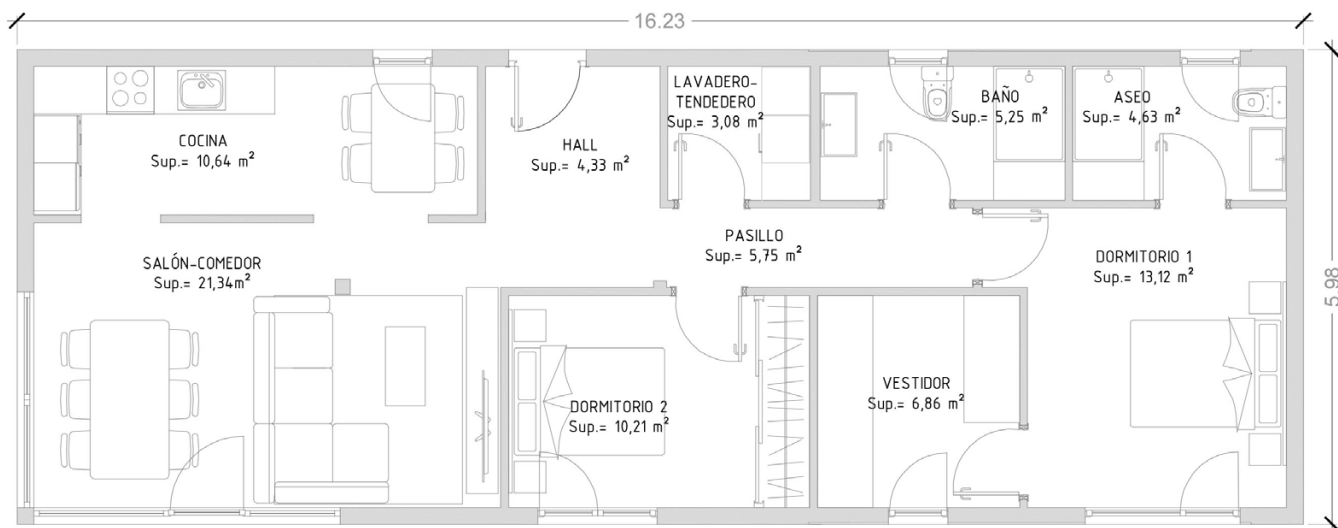 16.23
LAVADERO-
TENDEDERO
Sup.= 3,08 m²
BAÑO
Sup.= 5,25 m²
ASEO
Sup.= 4,63 m²
COCINA
Sup.= 10,64 m²
HALL
Sup.= 4,33 m²
PASILLO
Sup.= 5,75 m²
SALÓN-COMEDOR
Sup.= 21,34m²
DORMITORIO 1
Sup.= 13,12 m²
5.98
VESTIDOR
Sup.= 6,86 m²
DORMITORIO 2
Sup.= 10,21 m²